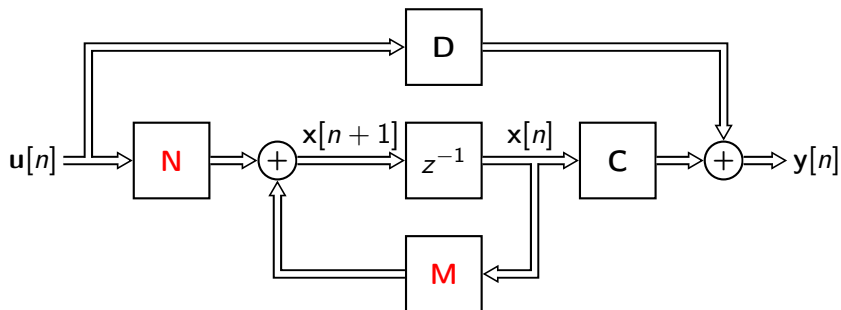 D
x[n + 1] x[n]
u[n] N + z⁻¹ C + y[n]
M